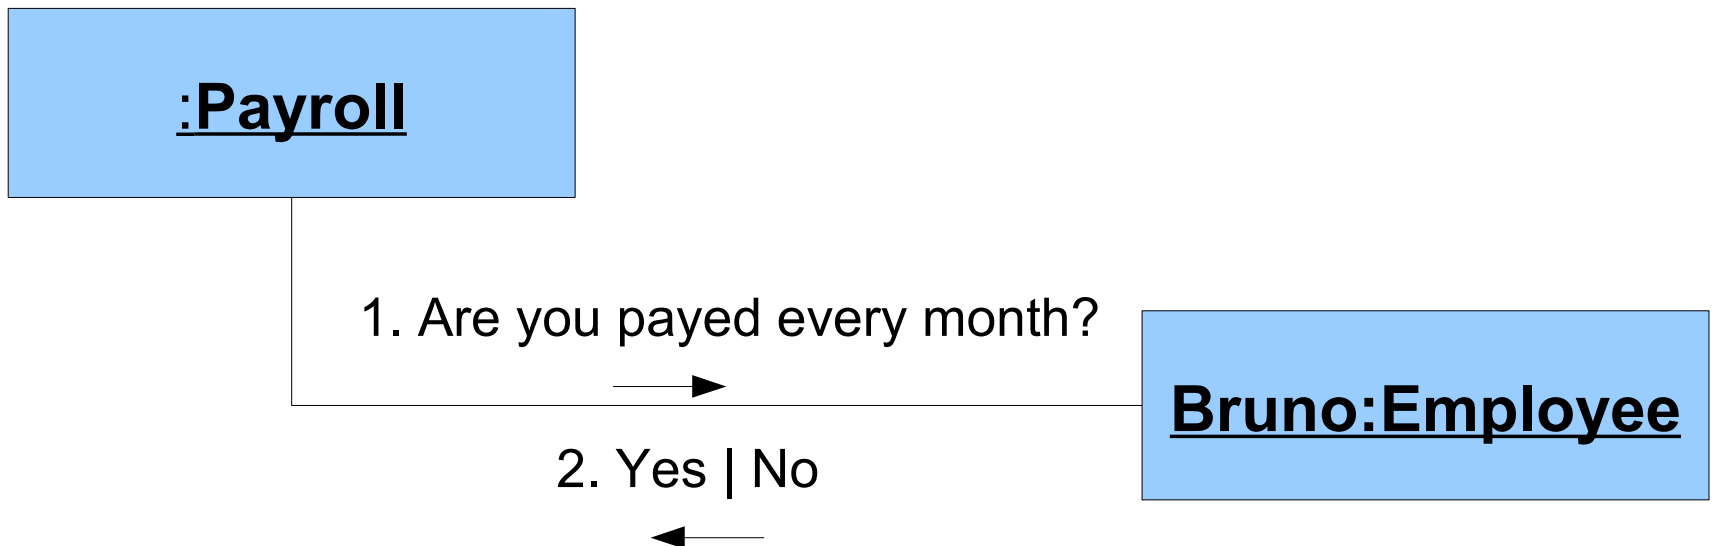 :Payroll
1. Are you payed every month?
Bruno:Employee
2. Yes | No